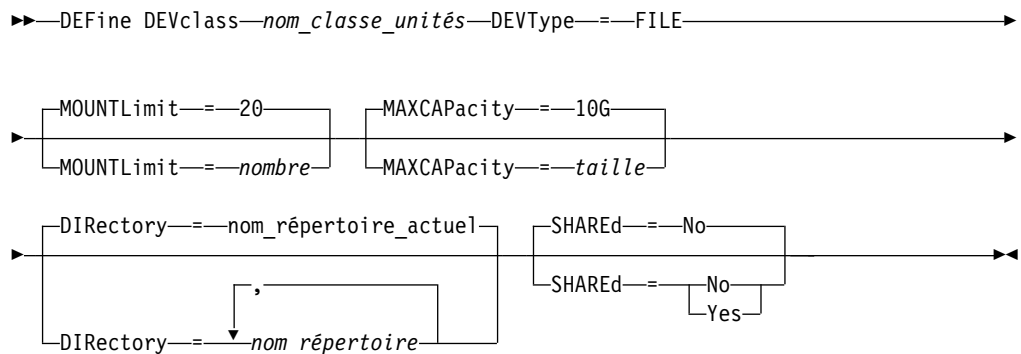 DEFine DEVclass nom_classe_unités DEVType = FILE
MOUNTLimit = 20 MAXCAPacity = 10G
MOUNTLimit = nombre MAXCAPacity = taille
DIRectory = nom_répertoire_actuel SHAREd = No
SHAREd = No
,
Yes
DIRectory = nom répertoire